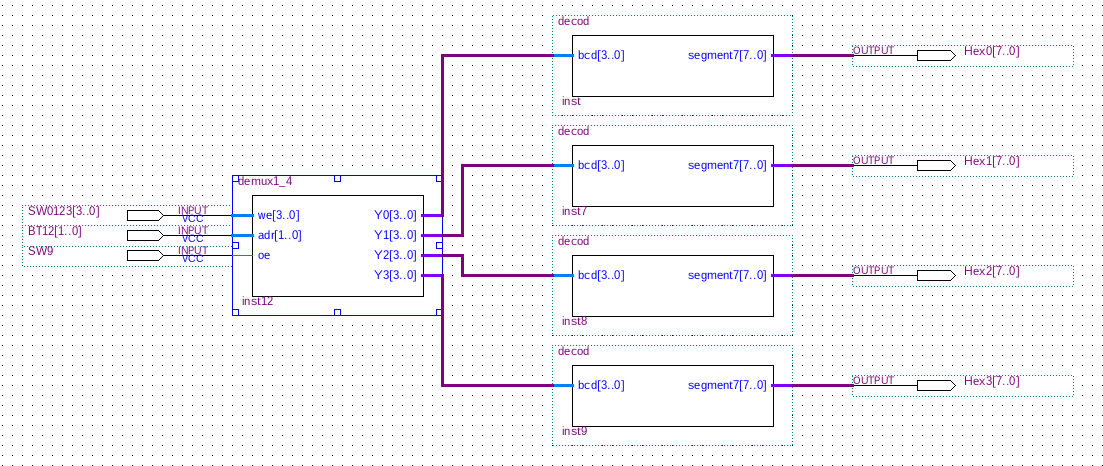 decod
bcd[3..0] segment7[7..0]
inst
OUTPUT Hex0[7..0]
decod
bcd[3..0] segment7[7..0]
inst7
OUTPUT Hex1[7..0]
demux1_4
SW0123[3..0] INPUT VCC
BT12[1..0] INPUT VCC
SW9 INPUT VCC
we[3..0] Y0[3..0]
adr[1..0] Y1[3..0]
oe Y2[3..0]
Y3[3..0]
inst12
decod
bcd[3..0] segment7[7..0]
inst8
OUTPUT Hex2[7..0]
decod
bcd[3..0] segment7[7..0]
inst9
OUTPUT Hex3[7..0]